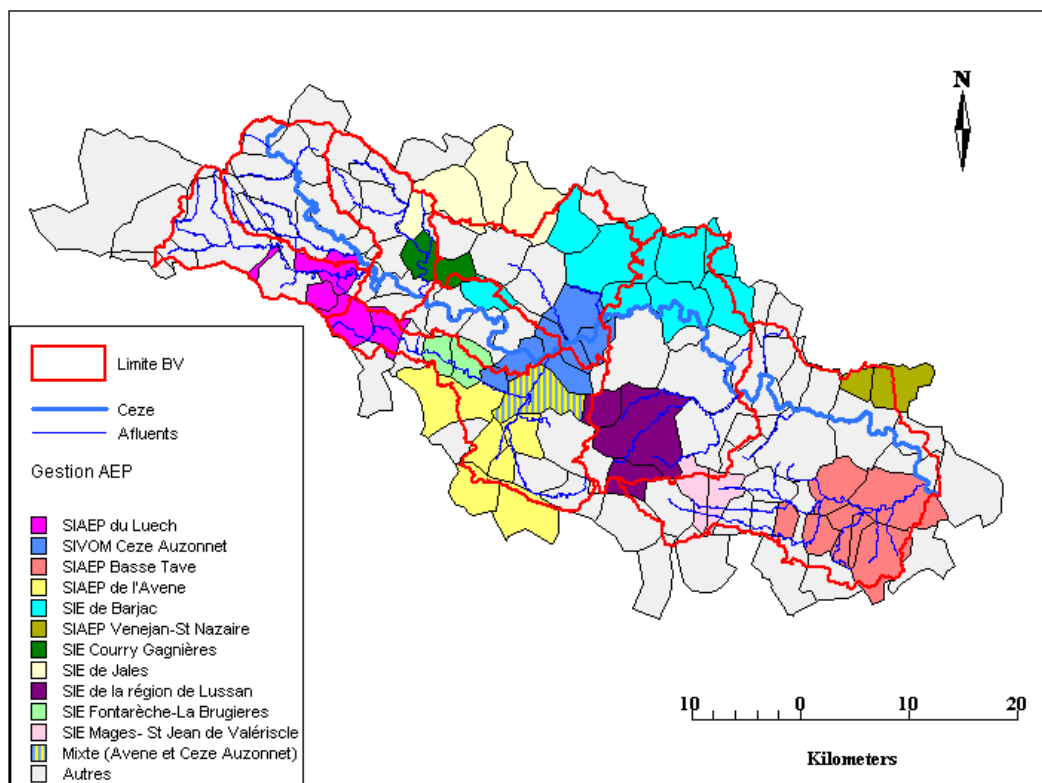 N
Limite BV
Ceze
Afluents
Gestion AEP
SIAEP du Luech
SIVOM Ceze Auzonnet
SIAEP Basse Tave
SIAEP de l'Avene
SIE de Barjac
SIAEP Venejan-St Nazaire
SIE Courry Gagnières
SIE de Jales
SIE de la région de Lussan
SIE Fontarèche-La Brugieres
SIE Mages- St Jean de Valériscle
Mixte (Avene et Ceze Auzonnet)
Autres
10 0 10 20
Kilometers